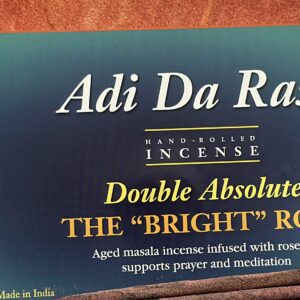 Adi Da Ras
HAND-ROLLED
INCENSE
Double Absolute
THE “BRIGHT” RO
Aged masala incense infused with rose
supports prayer and meditation
Made in India